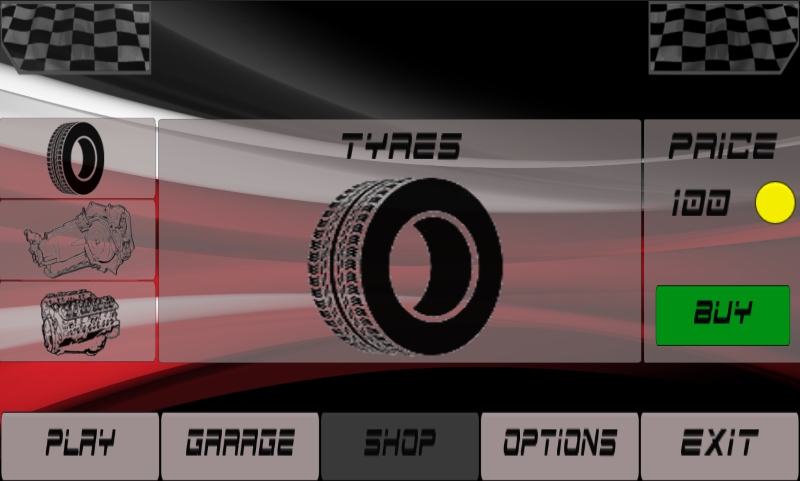 TYRES
PRICE
100
BUY
PLAY
GARAGE
SHOP
OPTIONS
EXIT